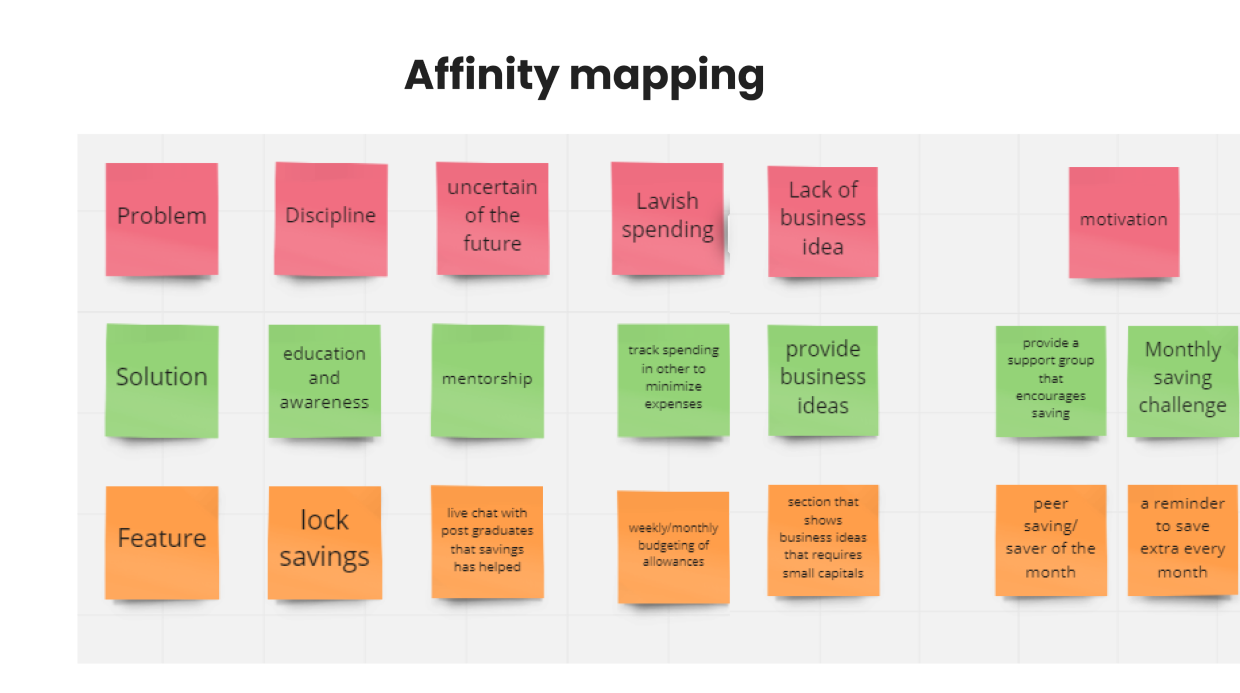 Affinity mapping
Problem
Discipline
uncertain
of the
future
Lavish
spending
Lack of
business
idea
motivation
Solution
education
and
awareness
mentorship
track spending
in other to
minimize
expenses
provide
business
ideas
provide a
support group
that
encourages
saving
Monthly
saving
challenge
Feature
lock
savings
live chat with
post graduates
that savings
has helped
weekly/monthly
budgeting of
allowances
section that
shows
business ideas
that requires
small capitals
peer
saving/
saver of the
month
a reminder
to save
extra every
month